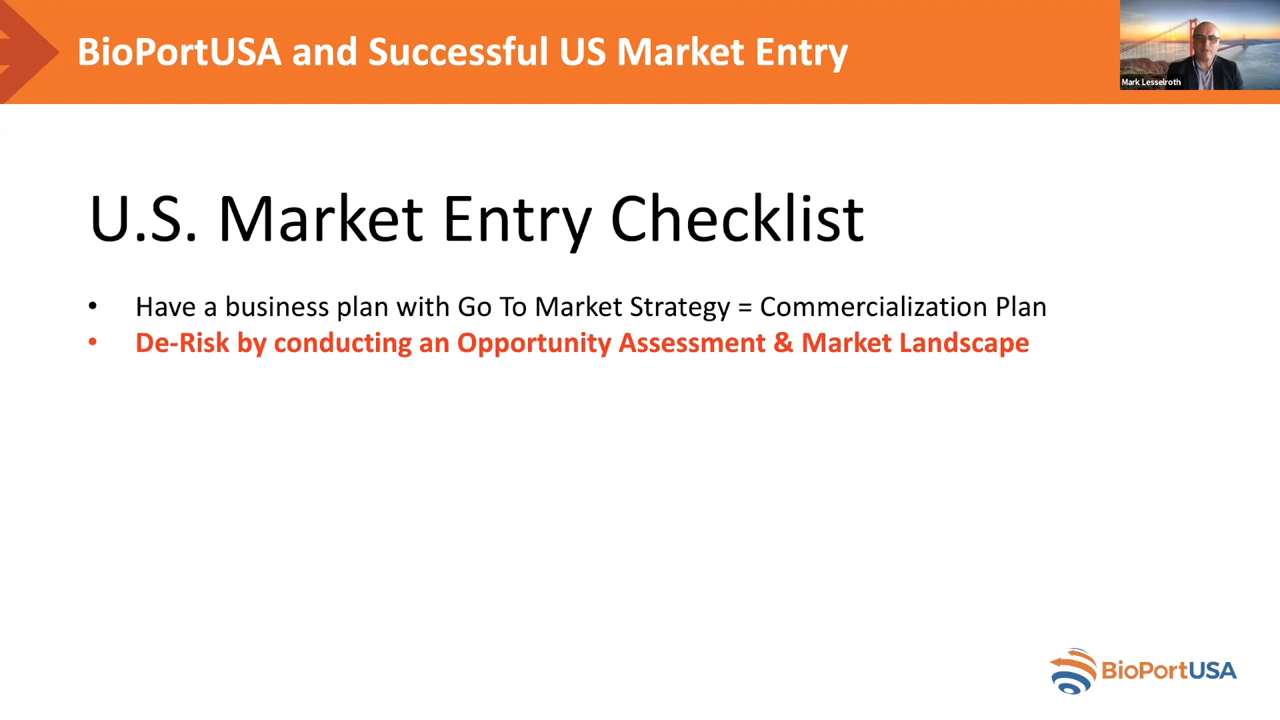 BioPortUSA and Successful US Market Entry
Mark Lesselroth
U.S. Market Entry Checklist
• Have a business plan with Go To Market Strategy = Commercialization Plan
• De-Risk by conducting an Opportunity Assessment & Market Landscape
BioPortUSA